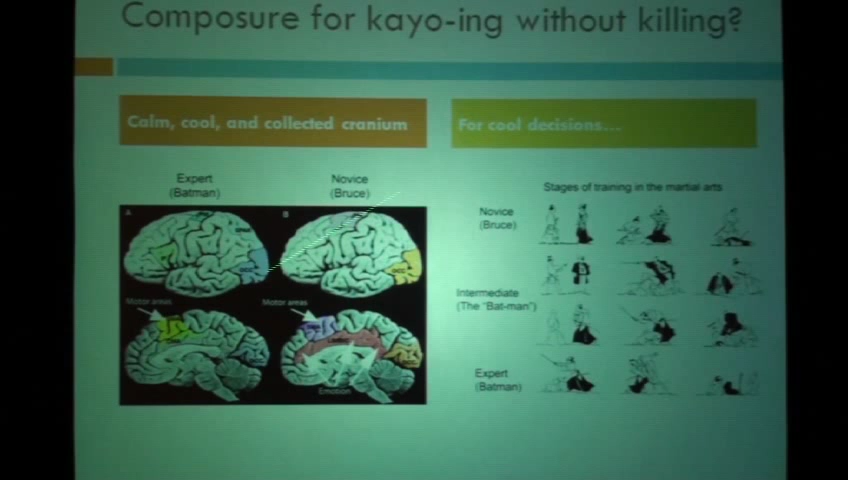 Composure for kayo-ing without killing?
Calm, cool, and collected cranium
For cool decisions...
Expert
(Batman)
Novice
(Bruce)
A
B
OCC
OCC
Motor areas
Motor areas
Emotion
Stages of training in the martial arts
Novice
(Bruce)
Intermediate
(The "Bat-man")
Expert
(Batman)